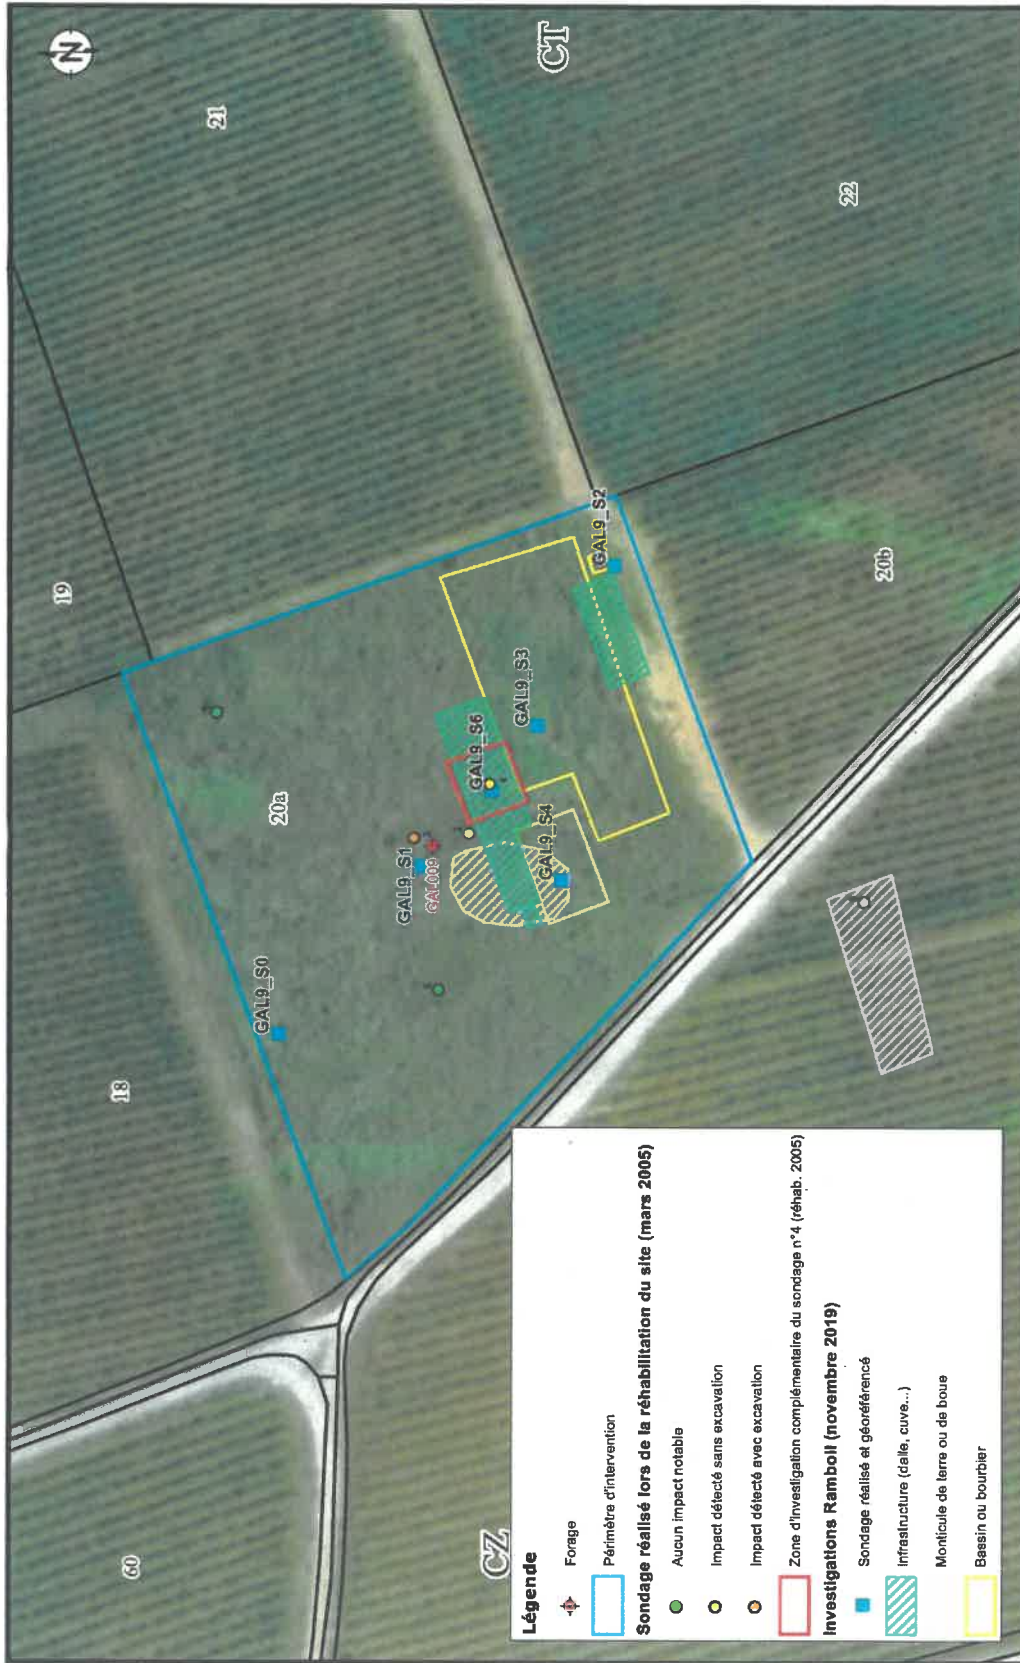 N
CT
21
22
19
20a
20b
18
60
CZ
GAL9_S0
GAL9_S1
GAL009
GAL9_S6
GAL9_S3
GAL9_S4
GAL9_S2
Légende
Forage
Périmètre d'intervention
Sondage réalisé lors de la réhabilitation du site (mars 2005)
Aucun impact notable
Impact détecté sans excavation
Impact détecté avec excavation
Zone d'investigation complémentaire du sondage n°4 (réhab. 2005)
Investigations Ramboll (novembre 2019)
Sondage réalisé et géoréférencé
Infrastructure (dalle, cuve...)
Monticule de terre ou de boue
Bassin ou bourbier